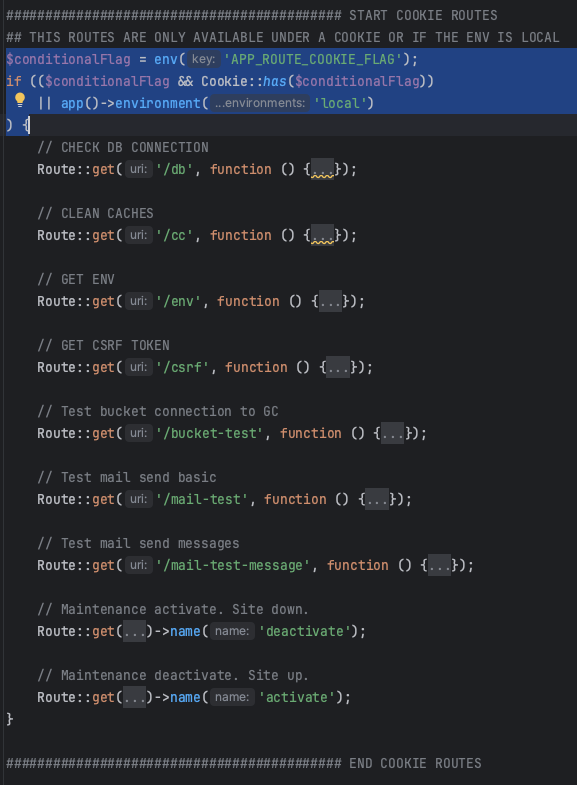 ########################################### START COOKIE ROUTES
## THIS ROUTES ARE ONLY AVAILABLE UNDER A COOKIE OR IF THE ENV IS LOCAL
$conditionalFlag = env( key: 'APP_ROUTE_COOKIE_FLAG');
if (($conditionalFlag && Cookie::has($conditionalFlag))
|| app()->environment( ...environments: 'local')
) {
// CHECK DB CONNECTION
Route::get( uri: '/db', function () {...});
// CLEAN CACHES
Route::get( uri: '/cc', function () {...});
// GET ENV
Route::get( uri: '/env', function () {...});
// GET CSRF TOKEN
Route::get( uri: '/csrf', function () {...});
// Test bucket connection to GC
Route::get( uri: '/bucket-test', function () {...});
// Test mail send basic
Route::get( uri: '/mail-test', function () {...});
// Test mail send messages
Route::get( uri: '/mail-test-message', function () {...});
// Maintenance activate. Site down.
Route::get(...)->name( name: 'deactivate');
// Maintenance deactivate. Site up.
Route::get(...)->name( name: 'activate');
}
########################################### END COOKIE ROUTES